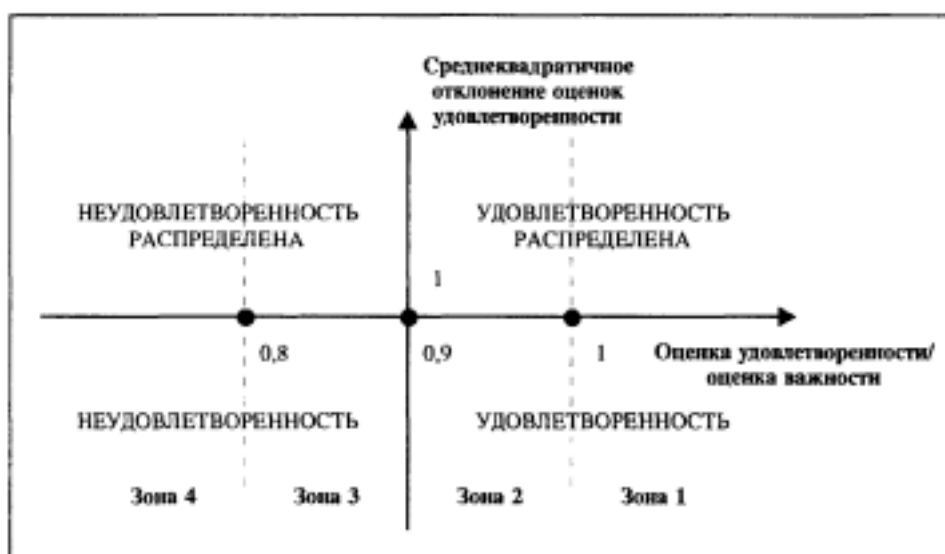 Среднеквадратичное
отклонение оценок
удовлетворенности
НЕУДОВЛЕТВОРЕННОСТЬ
РАСПРЕДЕЛЕНА
УДОВЛЕТВОРЕННОСТЬ
РАСПРЕДЕЛЕНА
1
0,8
0,9
1
Оценка удовлетворенности/
оценка важности
НЕУДОВЛЕТВОРЕННОСТЬ
УДОВЛЕТВОРЕННОСТЬ
Зона 4
Зона 3
Зона 2
Зона 1